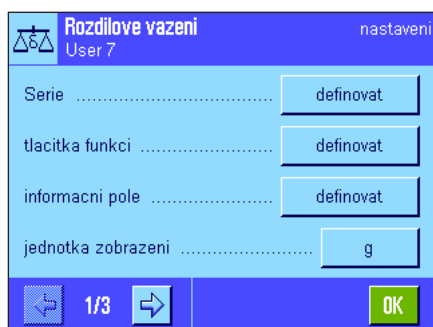 Rozdilove vazeni nastaveni
User 7
Serie .................................... definovat
tlacitka funkci ........................ definovat
informacni pole ...................... definovat
jednotka zobrazeni ........................ g
1/3 OK